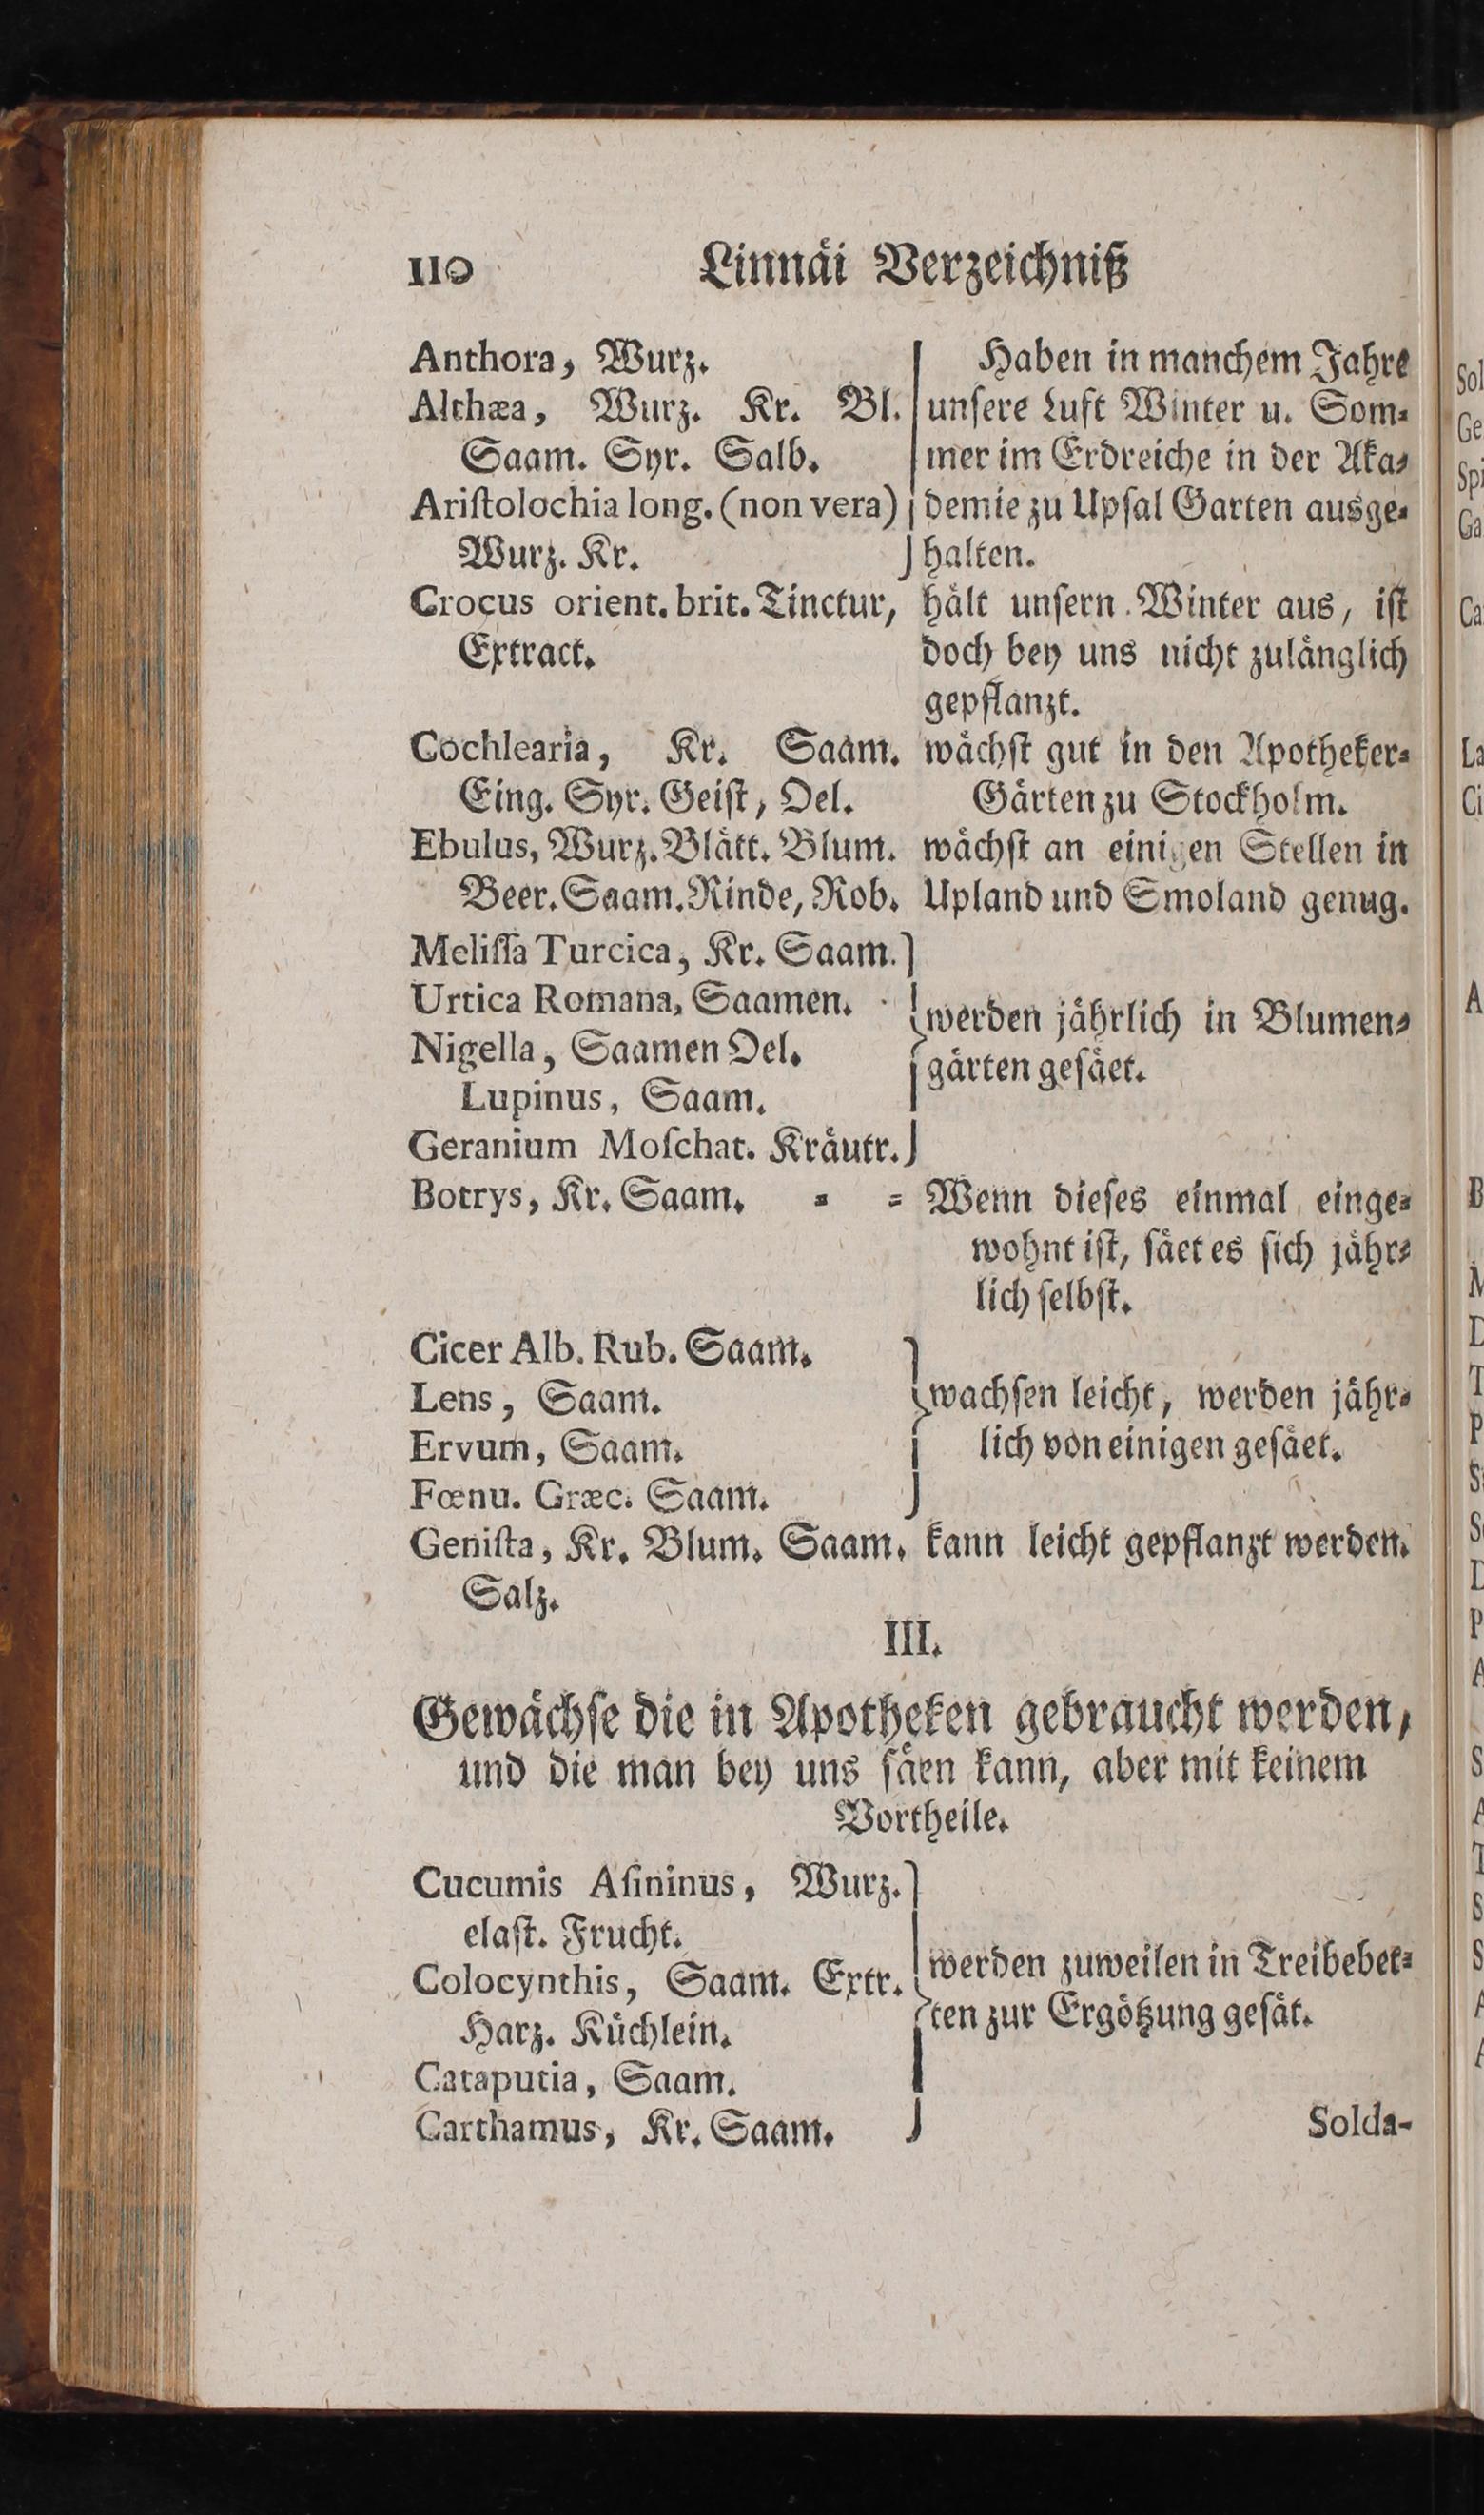 110 Linnäi Verzeichniß
Anthora, Wurz.
Althæa, Wurz. Kr. Bl.
Saam. Syr. Salb.
Ariſtolochia long. (non vera)
Wurz. Kr.
Haben in manchem Jahre
unſere Luft Winter u. Som-
mer im Erdreiche in der Aka-
demie zu Upſal Garten ausge-
halten.
Crocus orient. brit. Tinctur,
Extract.
hält unſern Winter aus, iſt
doch bey uns nicht zulänglich
gepflanzt.
Cochlearia, Kr. Saam.
Eing. Syr. Geiſt, Oel.
wächſt gut in den Apotheker-
Gärten zu Stockholm.
Ebulus, Wurz. Blätt. Blum.
Beer. Saam. Rinde, Rob.
wächſt an einigen Stellen in
Upland und Smoland genug.
Meliſſa Turcica, Kr. Saam.
Urtica Romana, Saamen.
Nigella, Saamen Oel.
Lupinus, Saam.
Geranium Moſchat. Kräutr.
werden jährlich in Blumen-
gärten geſäet.
Botrys, Kr. Saam. - -
Wenn dieſes einmal einge-
wohnt iſt, ſäet es ſich jähr-
lich ſelbſt.
Cicer Alb. Rub. Saam.
Lens, Saam.
Ervum, Saam.
Fœnu. Græc. Saam.
wachſen leicht, werden jähr-
lich von einigen geſäet.
Geniſta, Kr. Blum. Saam.
Salz.
kann leicht gepflanzt werden.
III.
Gewächſe die in Apotheken gebraucht werden,
und die man bey uns ſäen kann, aber mit keinem
Vortheile.
Cucumis Aſininus, Wurz.
elaſt. Frucht.
Colocynthis, Saam. Extr.
Harz. Küchlein.
Cataputia, Saam.
Carthamus, Kr. Saam.
werden zuweilen in Treibebet-
ten zur Ergötzung geſät.
Solda-
Sol
Ge
Spi
Ga
Ca
La
Ci
A
B